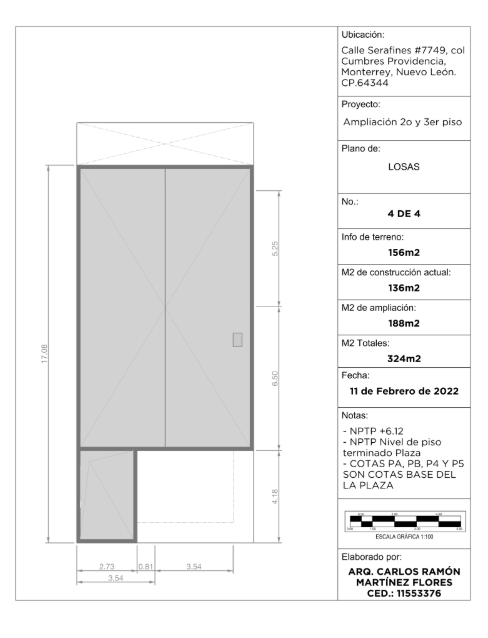 Ubicación:
Calle Serafines #7749, col
Cumbres Providencia,
Monterrey, Nuevo León.
CP.64344
Proyecto:
Ampliación 2o y 3er piso
Plano de:
LOSAS
No.:
4 DE 4
Info de terreno:
156m2
M2 de construcción actual:
136m2
M2 de ampliación:
188m2
M2 Totales:
324m2
Fecha:
11 de Febrero de 2022
Notas:
- NPTP +6.12
- NPTP Nivel de piso
terminado Plaza
- COTAS PA, PB, P4 Y P5
SON COTAS BASE DEL
LA PLAZA
ESCALA GRÁFICA 1:100
Elaborado por:
ARQ. CARLOS RAMÓN
MARTÍNEZ FLORES
CED.: 11553376
17.08
5.25
6.50
4.18
2.73 0.81 3.54
3.54